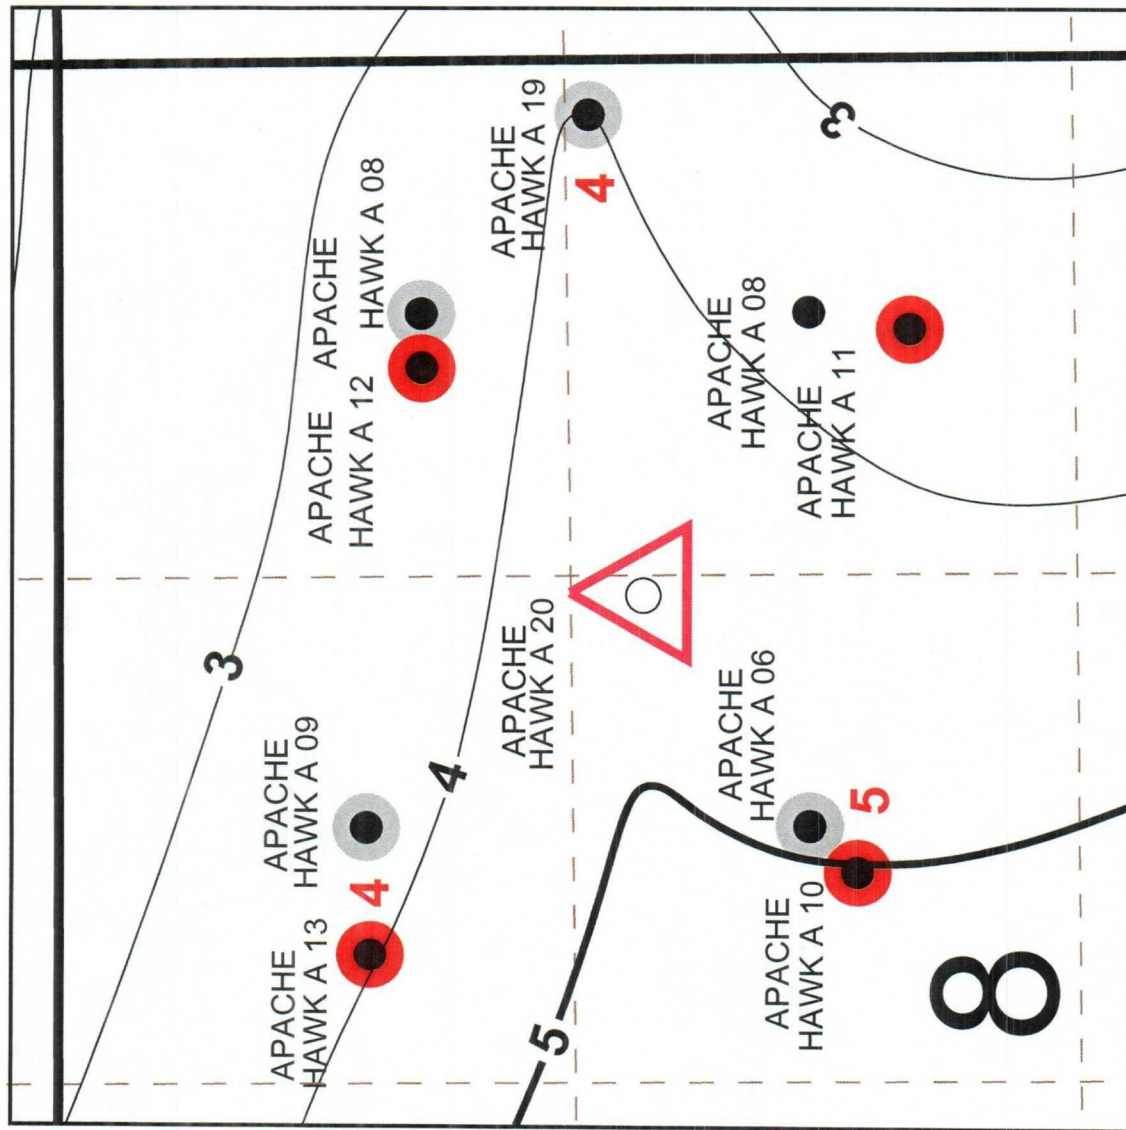 APACHE
HAWK A 19
4
3
APACHE
HAWK A 08
APACHE
HAWK A 12
APACHE
HAWK A 08
APACHE
HAWK A 11
3
APACHE
HAWK A 20
APACHE
HAWK A 06
5
APACHE
HAWK A 09
4
4
APACHE
HAWK A 13
APACHE
HAWK A 10
5
8